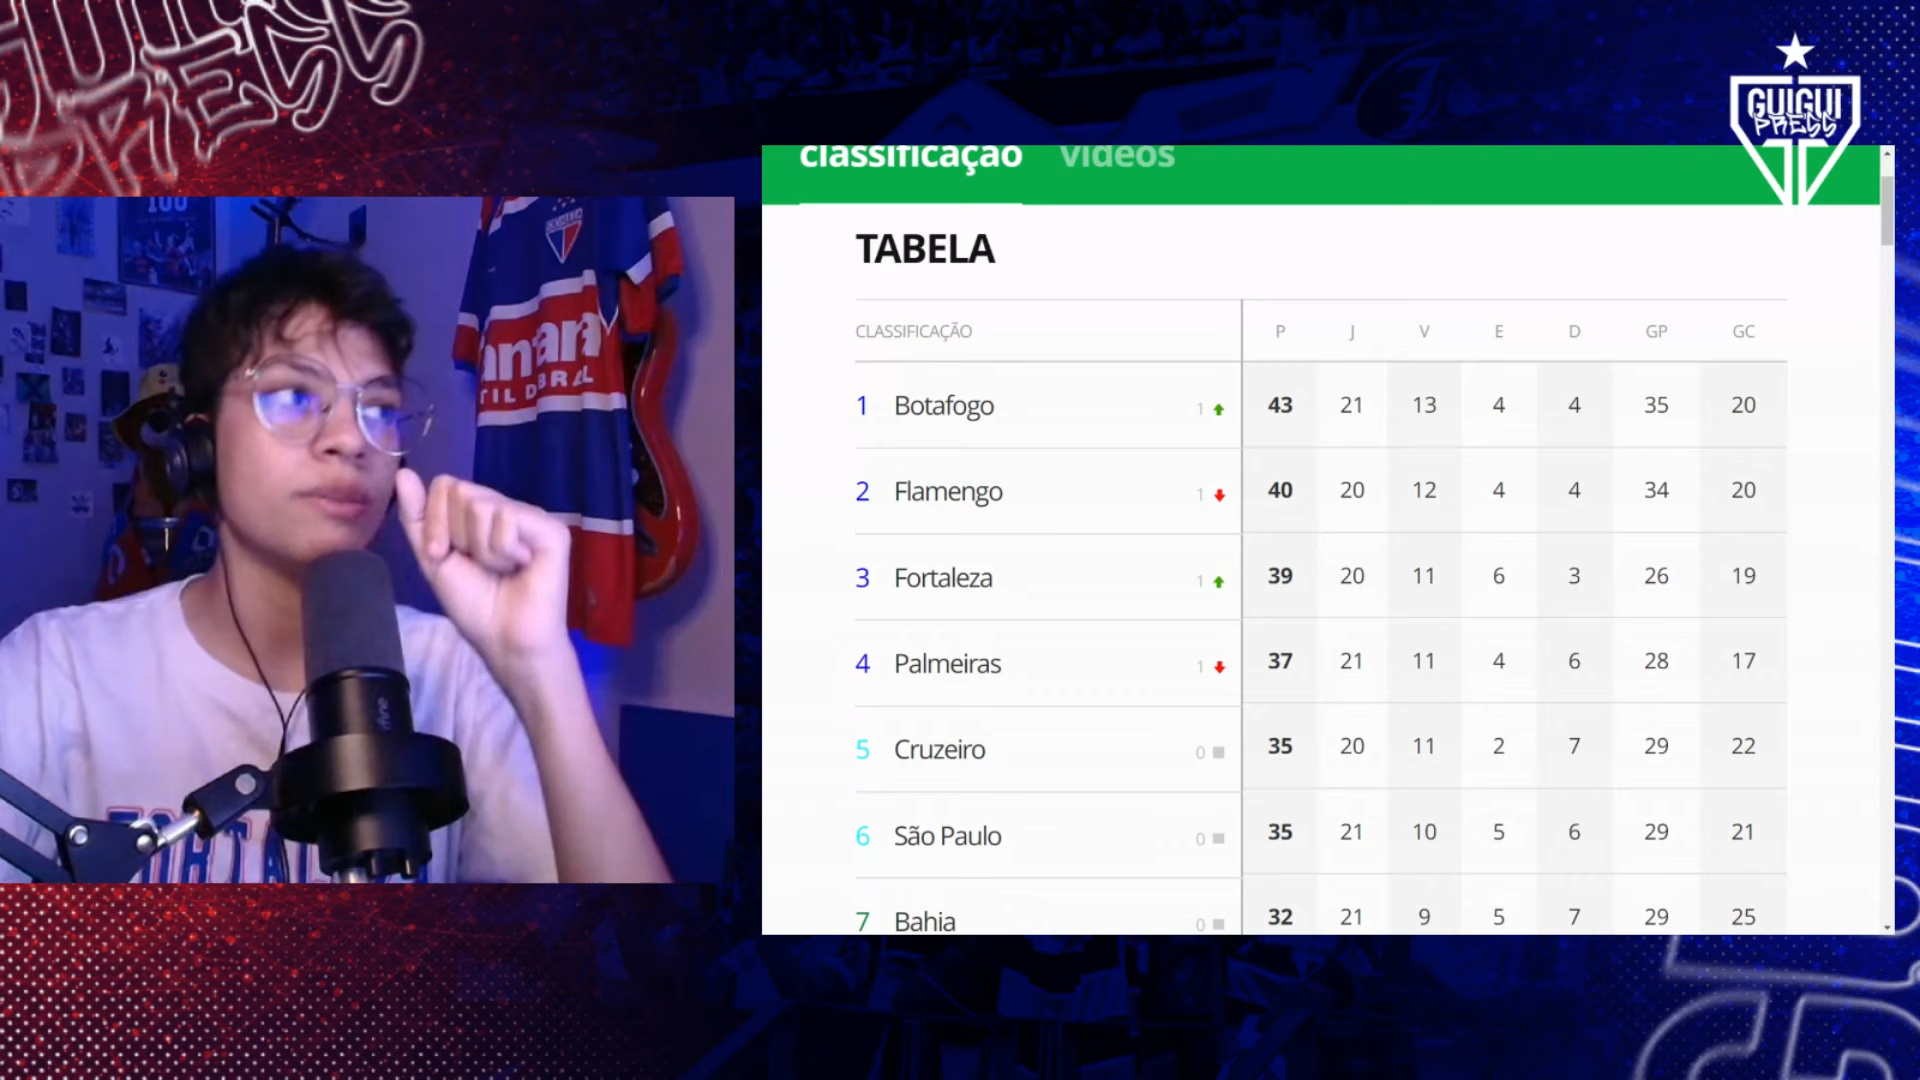 PRESS
GUIGUI
PRESS
classificação videos
100
TABELA
CLASSIFICAÇÃO P J V E D GP GC
1 Botafogo 1 43 21 13 4 4 35 20
2 Flamengo 1 40 20 12 4 4 34 20
3 Fortaleza 1 39 20 11 6 3 26 19
4 Palmeiras 1 37 21 11 4 6 28 17
5 Cruzeiro 0 35 20 11 2 7 29 22
6 São Paulo 0 35 21 10 5 6 29 21
7 Bahia 0 32 21 9 5 7 29 25
fine